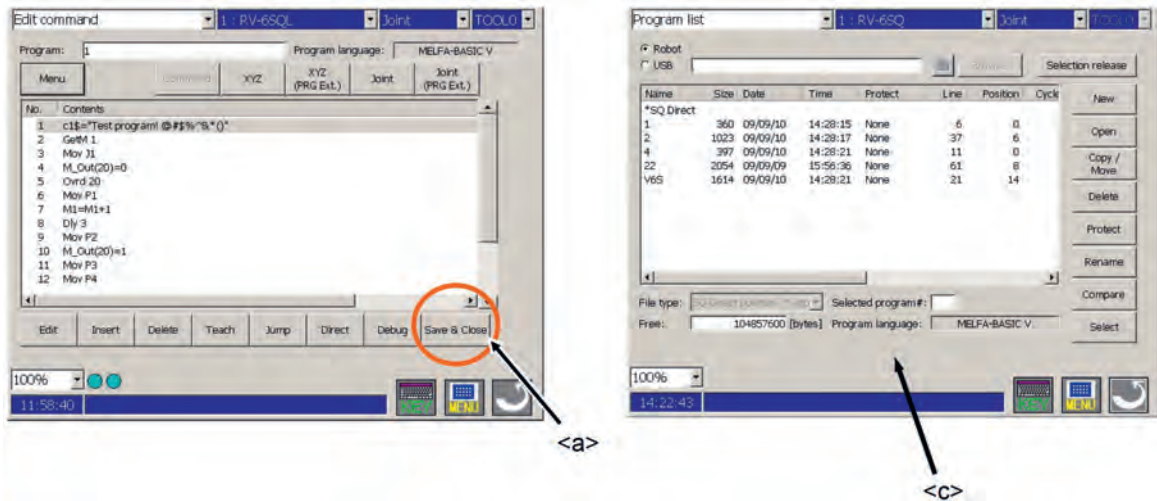 Edit command 1 : RV-6SQL Joint TOOL0
Program: 1 Program language: MELFA-BASIC V
Menu XYZ XYZ (PRG Ext.) Joint Joint (PRG Ext.)
No. Contents
1 c1$="Test program! @#$%^&*()"
2 GetM 1
3 Mov J1
4 M_Out(20)=0
5 Ovrd 20
6 Mov P1
7 M1=M1+1
8 Dly 3
9 Mov P2
10 M_Out(20)=1
11 Mov P3
12 Mov P4
Edit Insert Delete Teach Jump Direct Debug Save & Close
100%
11:58:40 KEY MENU
<a>
Program list 1 : RV-6SQ Joint
Robot
USB Selection release
Name Size Date Time Protect Line Position Cycle
*SQ Direct
1 360 09/09/10 14:28:15 None 6 0
2 1023 09/09/10 14:28:17 None 37 6
4 397 09/09/10 14:28:21 None 11 0
22 2054 09/09/09 15:56:36 None 61 8
V6S 1614 09/09/10 14:28:21 None 21 14
New
Open
Copy /
Move
Delete
Protect
Rename
Compare
Select
File type: Selected program#:
Free: 104857600 [bytes] Program language: MELFA-BASIC V
100%
14:22:43 KEY MENU
<c>